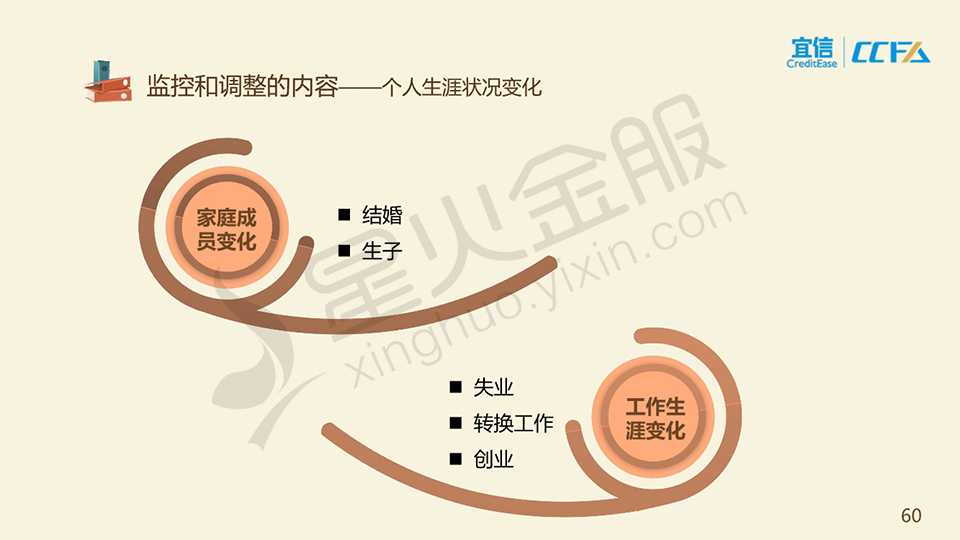 宜信
CreditEase
CCFA
监控和调整的内容——个人生涯状况变化
家庭成
员变化
■ 结婚
■ 生子
星火金服
xinghuo.yixin.com
■ 失业
■ 转换工作
■ 创业
工作生
涯变化
60